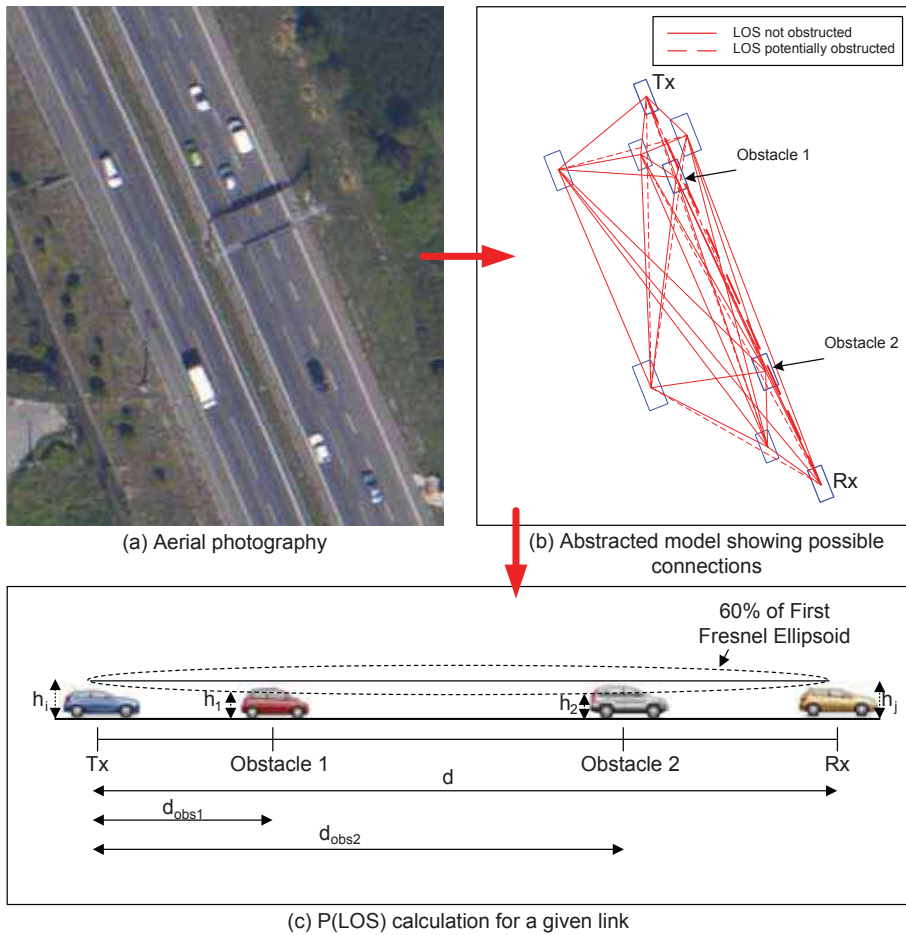 LOS not obstructed
LOS potentially obstructed
Tx
Obstacle 1
Obstacle 2
Rx
(a) Aerial photography
(b) Abstracted model showing possible
connections
60% of First
Fresnel Ellipsoid
hi
h1
h2
hj
Tx
Obstacle 1
Obstacle 2
Rx
d
dobs1
dobs2
(c) P(LOS) calculation for a given link